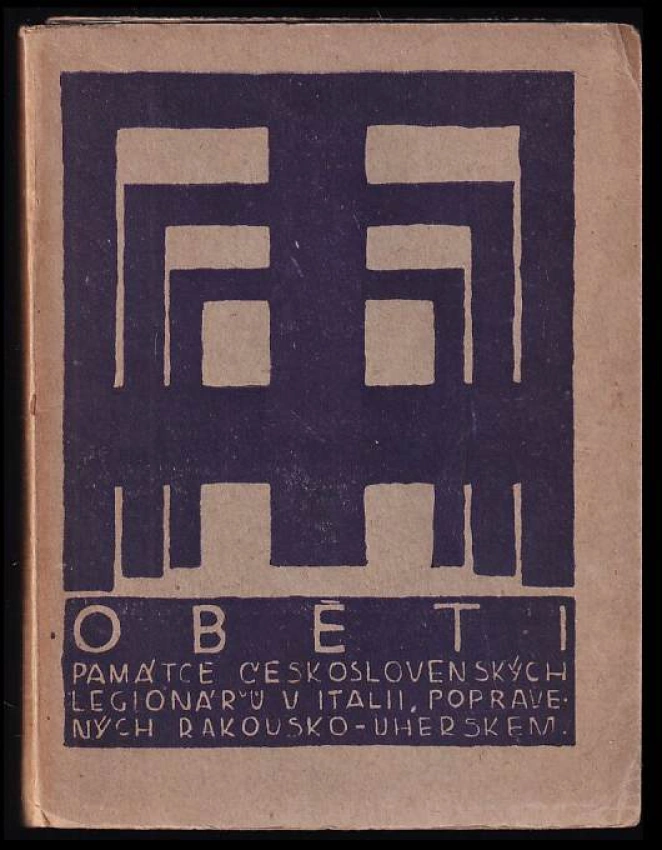 OBĚTI
PAMÁTCE ČESKOSLOVENSKÝCH
LEGIONÁŘŮ V ITALII, POPRAVE-
NÝCH RAKOUSKO-UHERSKEM.